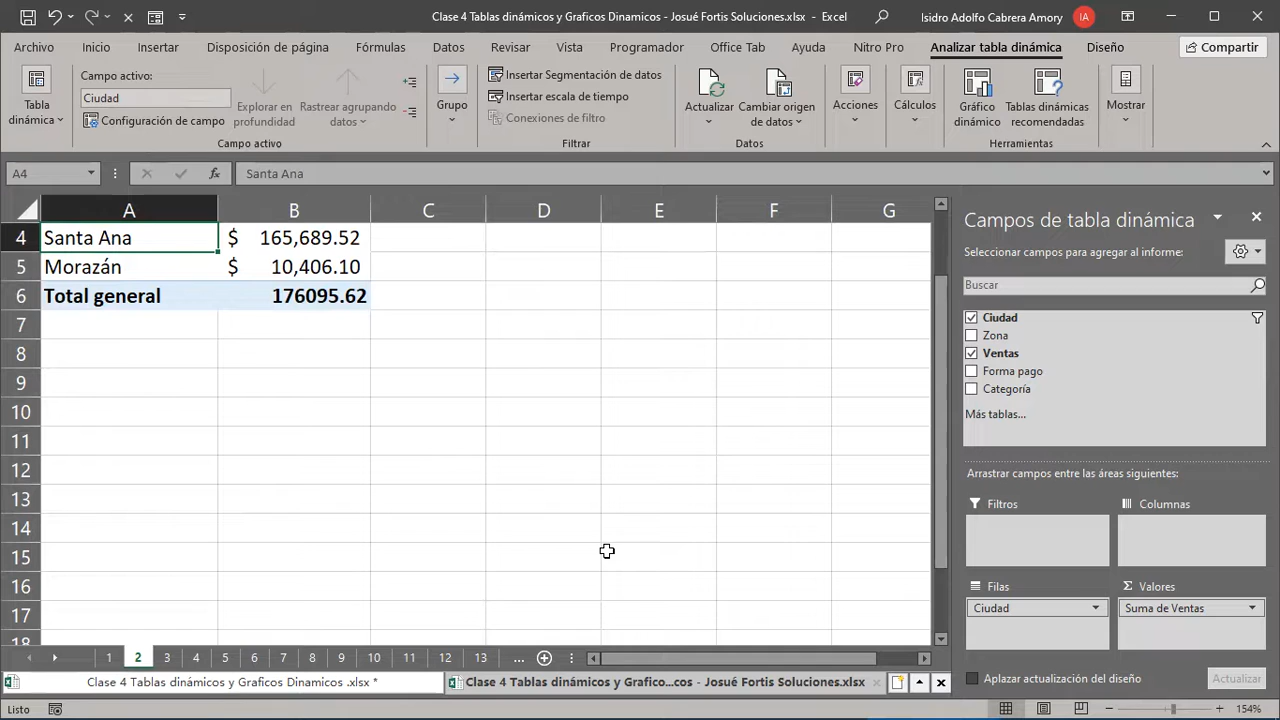 Clase 4 Tablas dinámicos y Graficos Dinamicos - Josué Fortis Soluciones.xlsx - Excel
Isidro Adolfo Cabrera Amory
IA
Archivo Inicio Insertar Disposición de página Fórmulas Datos Revisar Vista Programador Office Tab Ayuda Nitro Pro Analizar tabla dinámica Diseño Compartir
Tabla dinámica
Campo activo:
Ciudad
Configuración de campo
Explorar en profundidad
Rastrear agrupando datos
Campo activo
Grupo
Insertar Segmentación de datos
Insertar escala de tiempo
Conexiones de filtro
Filtrar
Actualizar
Cambiar origen de datos
Datos
Acciones
Cálculos
Gráfico dinámico
Tablas dinámicas recomendadas
Herramientas
Mostrar
A4 fx Santa Ana
A B C D E F G
4 Santa Ana $ 165,689.52
5 Morazán $ 10,406.10
6 Total general 176095.62
7
8
9
10
11
12
13
14
15
16
17
18
Campos de tabla dinámica
Seleccionar campos para agregar al informe:
Buscar
Ciudad
Zona
Ventas
Forma pago
Categoría
Más tablas...
Arrastrar campos entre las áreas siguientes:
Filtros
Columnas
Filas
Σ Valores
Ciudad
Suma de Ventas
Aplazar actualización del diseño
Actualizar
1 2 3 4 5 6 7 8 9 10 11 12 13 ...
Clase 4 Tablas dinámicos y Graficos Dinamicos .xlsx *
Clase 4 Tablas dinámicos y Grafico...cos - Josué Fortis Soluciones.xlsx
Listo
154%